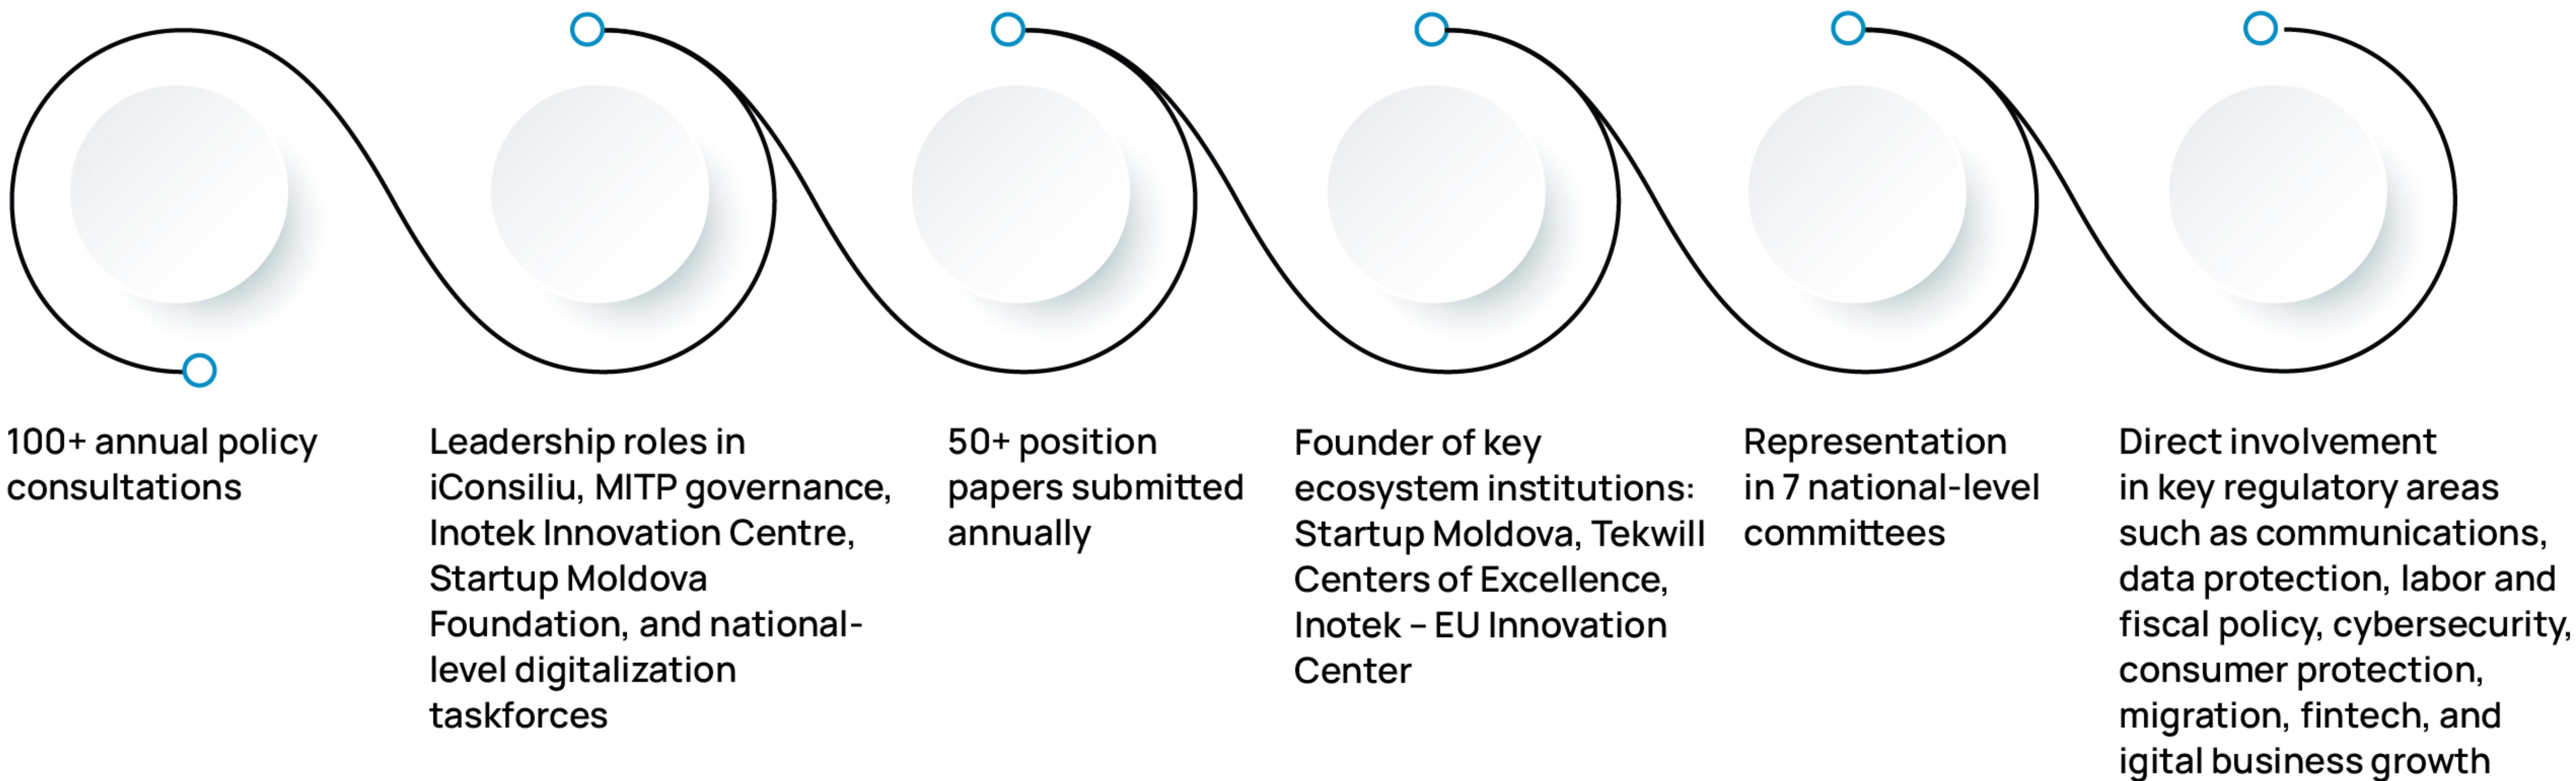 100+ annual policy
consultations
Leadership roles in
iConsiliu, MITP governance,
Inotek Innovation Centre,
Startup Moldova
Foundation, and national-
level digitalization
taskforces
50+ position
papers submitted
annually
Founder of key
ecosystem institutions:
Startup Moldova, Tekwill
Centers of Excellence,
Inotek – EU Innovation
Center
Representation
in 7 national-level
committees
Direct involvement
in key regulatory areas
such as communications,
data protection, labor and
fiscal policy, cybersecurity,
consumer protection,
migration, fintech, and
igital business growth